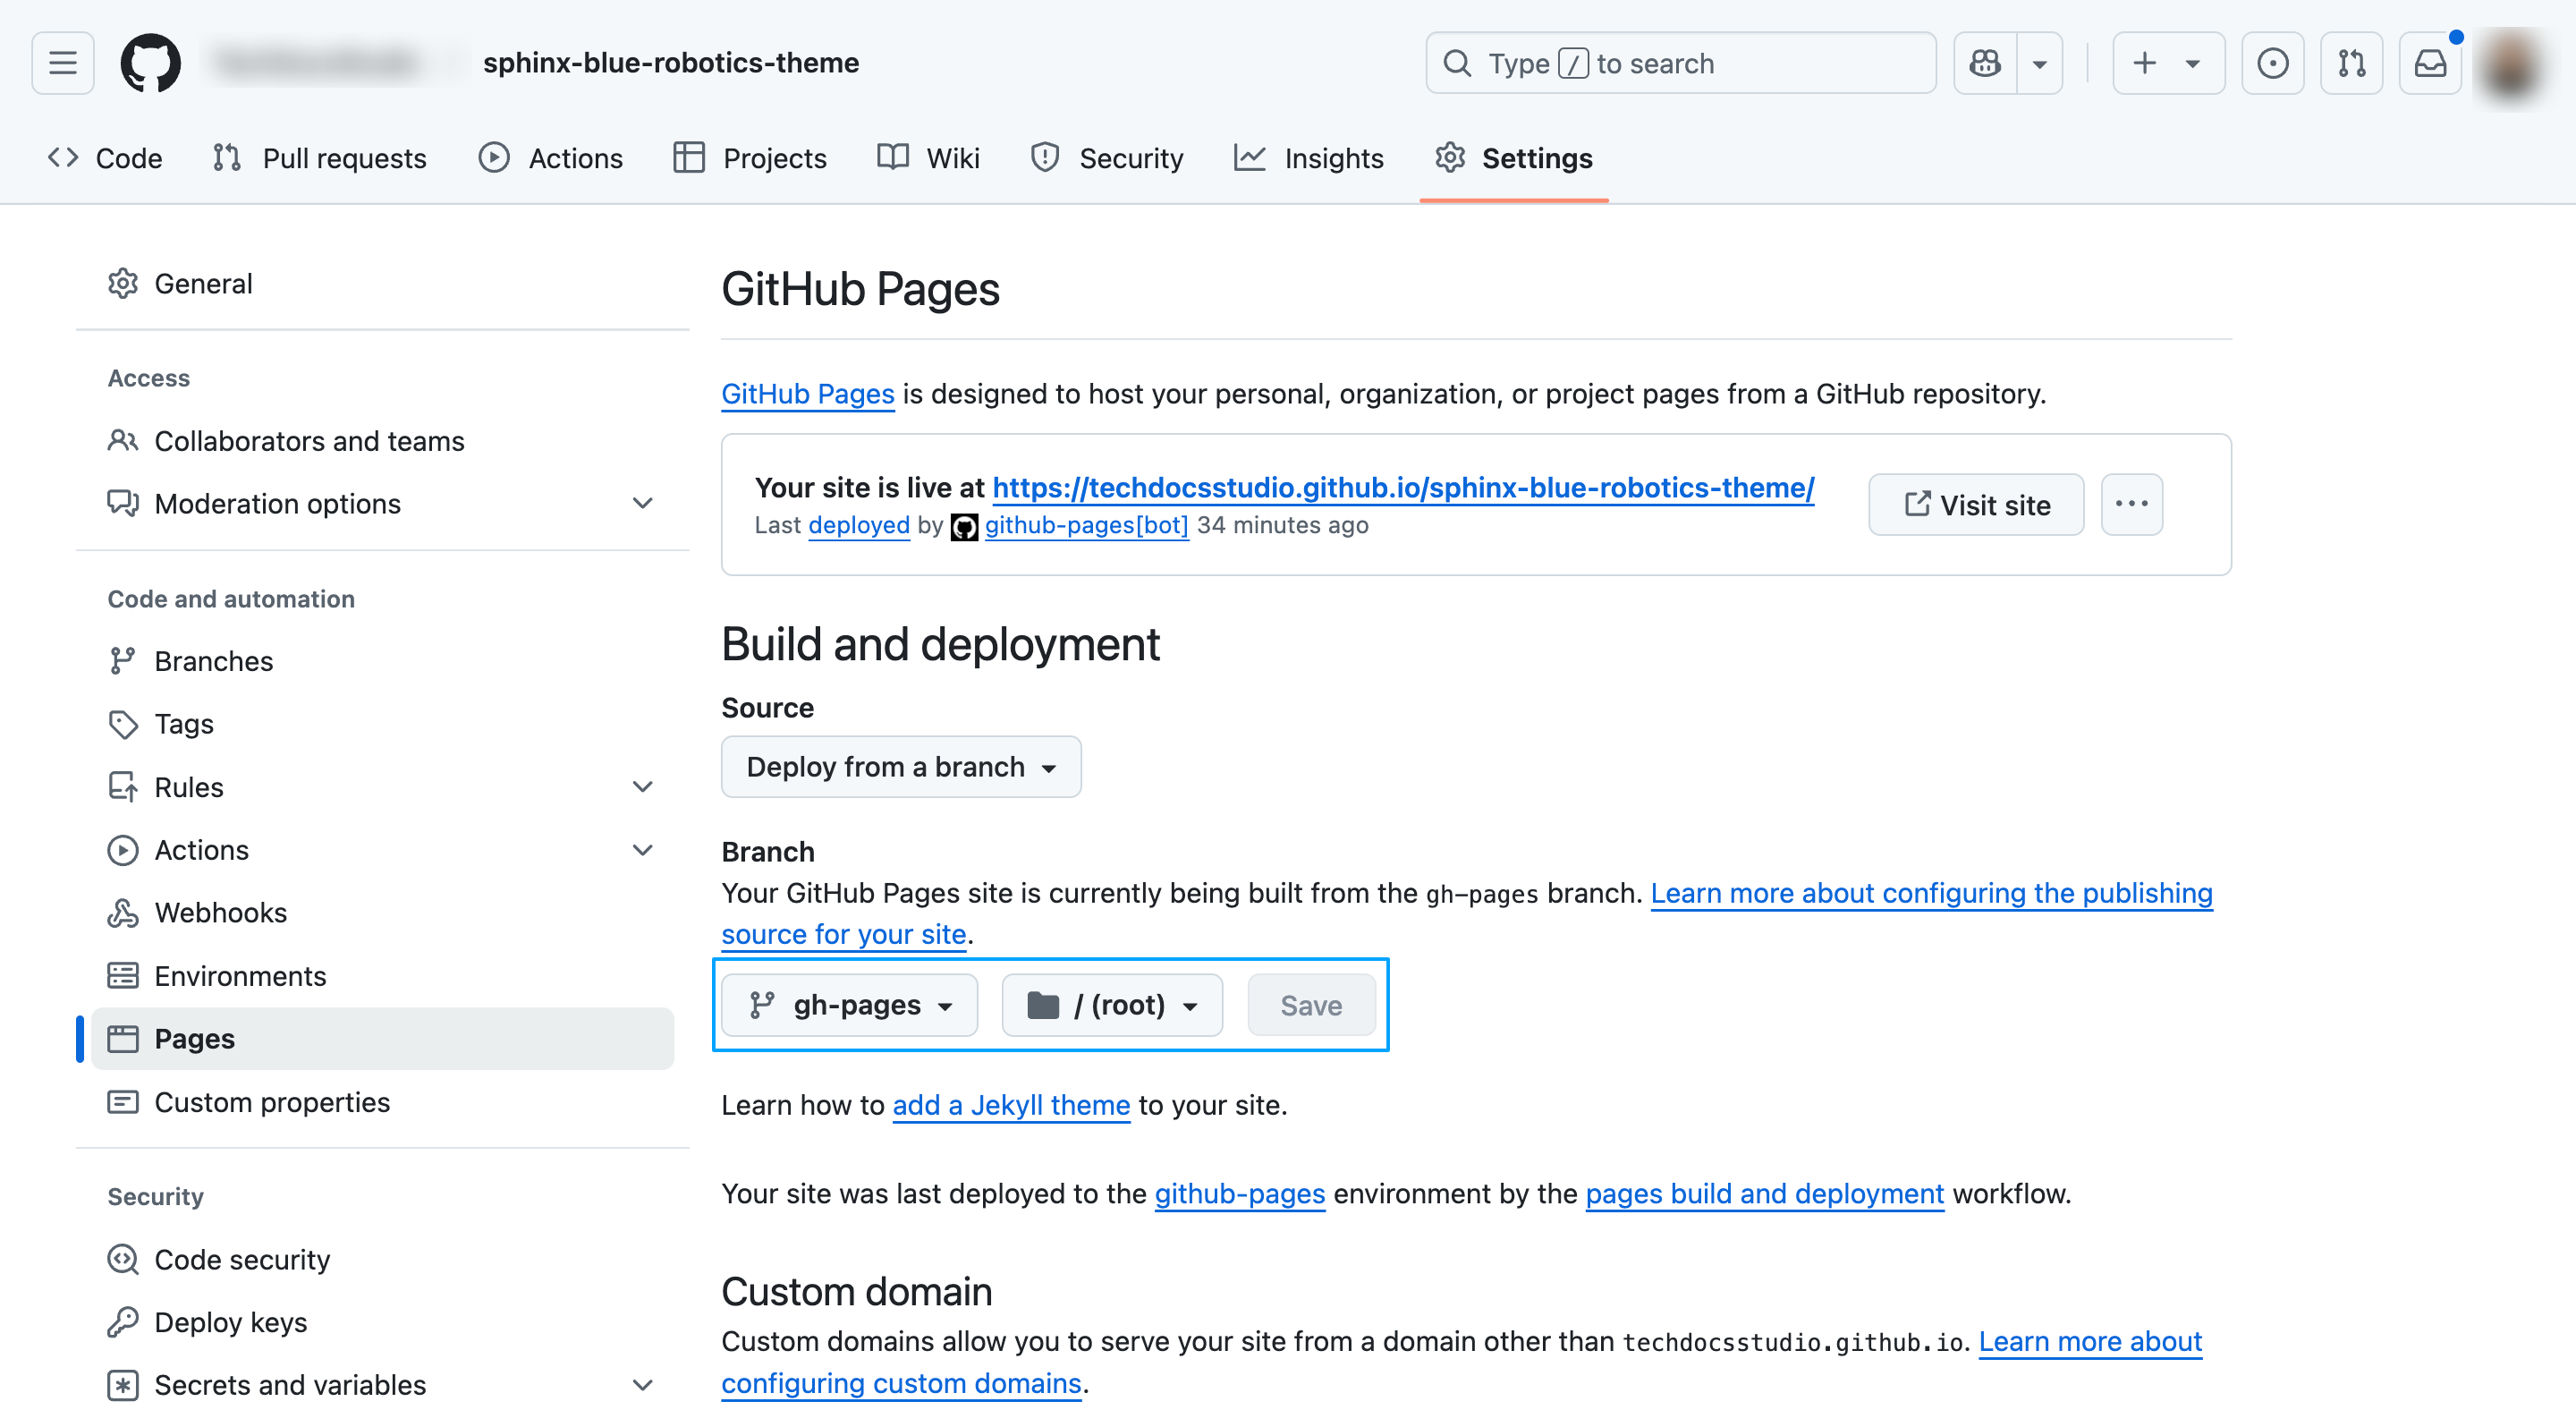 sphinx-blue-robotics-theme
Type / to search
Code
Pull requests
Actions
Projects
Wiki
Security
Insights
Settings
General
Access
Collaborators and teams
Moderation options
Code and automation
Branches
Tags
Rules
Actions
Webhooks
Environments
Pages
Custom properties
Security
Code security
Deploy keys
Secrets and variables
GitHub Pages
GitHub Pages is designed to host your personal, organization, or project pages from a GitHub repository.
Your site is live at https://techdocsstudio.github.io/sphinx-blue-robotics-theme/
Last deployed by github-pages[bot] 34 minutes ago
Visit site
Build and deployment
Source
Deploy from a branch
Branch
Your GitHub Pages site is currently being built from the gh-pages branch. Learn more about configuring the publishing
source for your site.
gh-pages
/ (root)
Save
Learn how to add a Jekyll theme to your site.
Your site was last deployed to the github-pages environment by the pages build and deployment workflow.
Custom domain
Custom domains allow you to serve your site from a domain other than techdocsstudio.github.io. Learn more about
configuring custom domains.